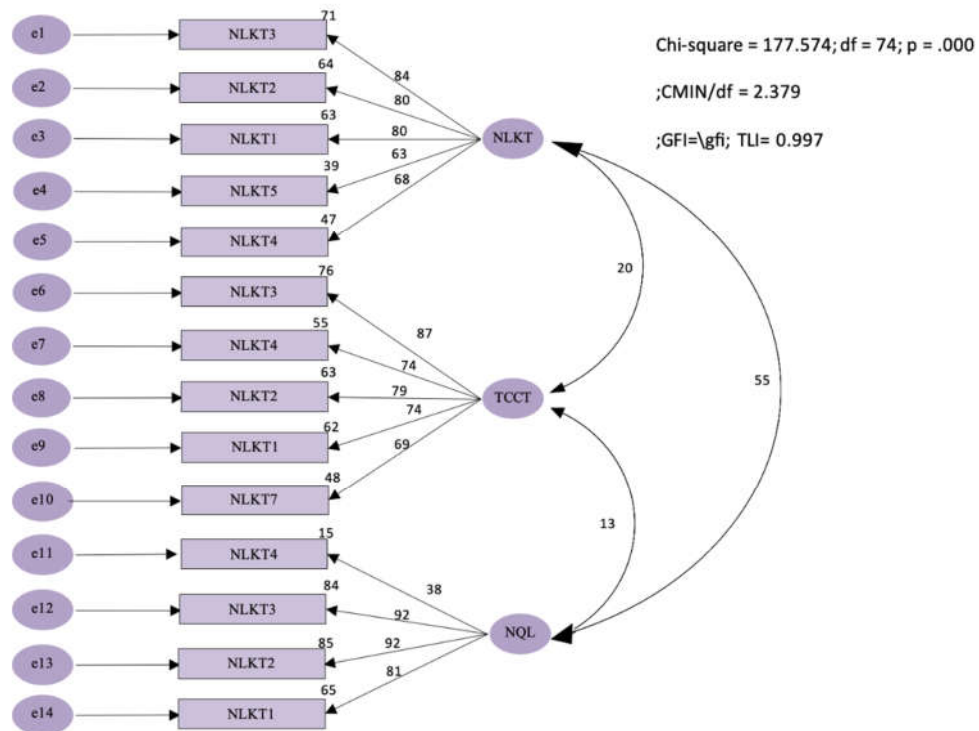 71
e1 NLKT3
64
84
e2 NLKT2
80
63
e3 NLKT1 80 NLKT
39 63
e4 NLKT5
68
47
e5 NLKT4
76
e6 NLKT3
20
55 87
e7 NLKT4
74
63
e8 NLKT2 79 TCCT
55
62 74
e9 NLKT1
69
48
e10 NLKT7
13
15
e11 NLKT4
84 38
e12 NLKT3
92
NQL
85 92
e13 NLKT2
81
65
e14 NLKT1
Chi-square = 177.574; df = 74; p = .000
;CMIN/df = 2.379
;GFI=\gfi; TLI= 0.997